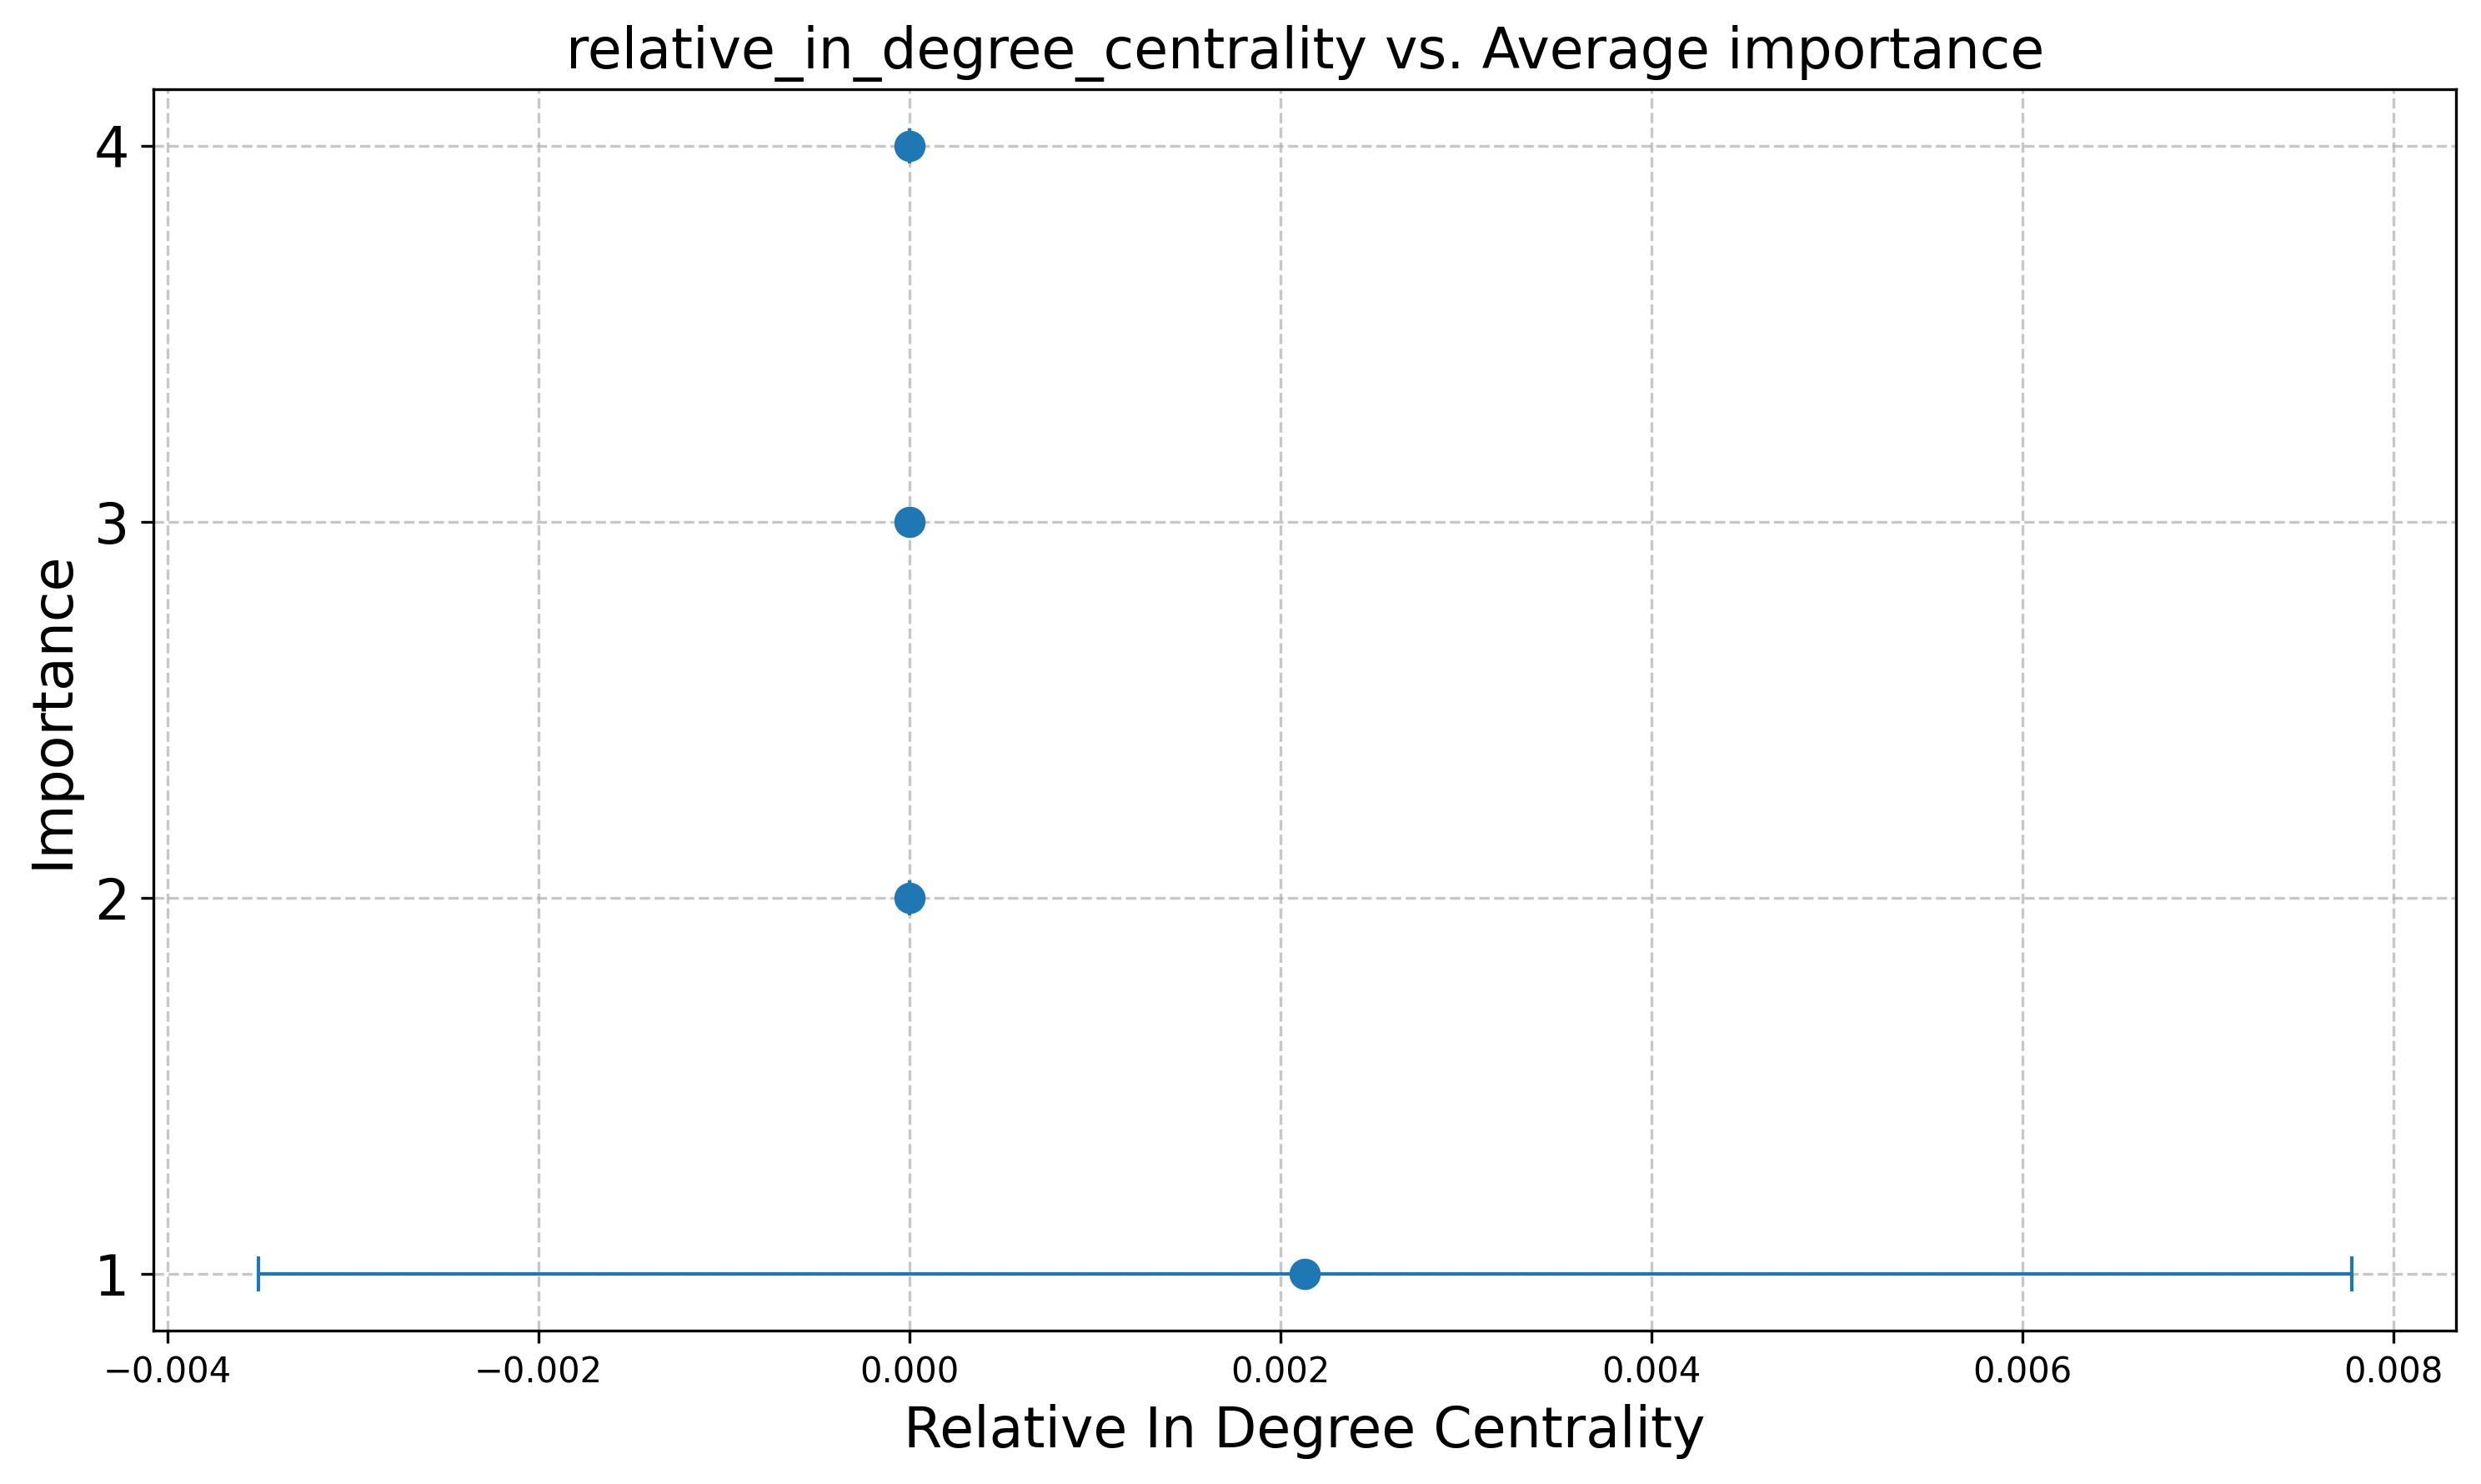 relative_in_degree_centrality vs. Average importance
4
3
2
1
Importance
−0.004 −0.002 0.000 0.002 0.004 0.006 0.008
Relative In Degree Centrality